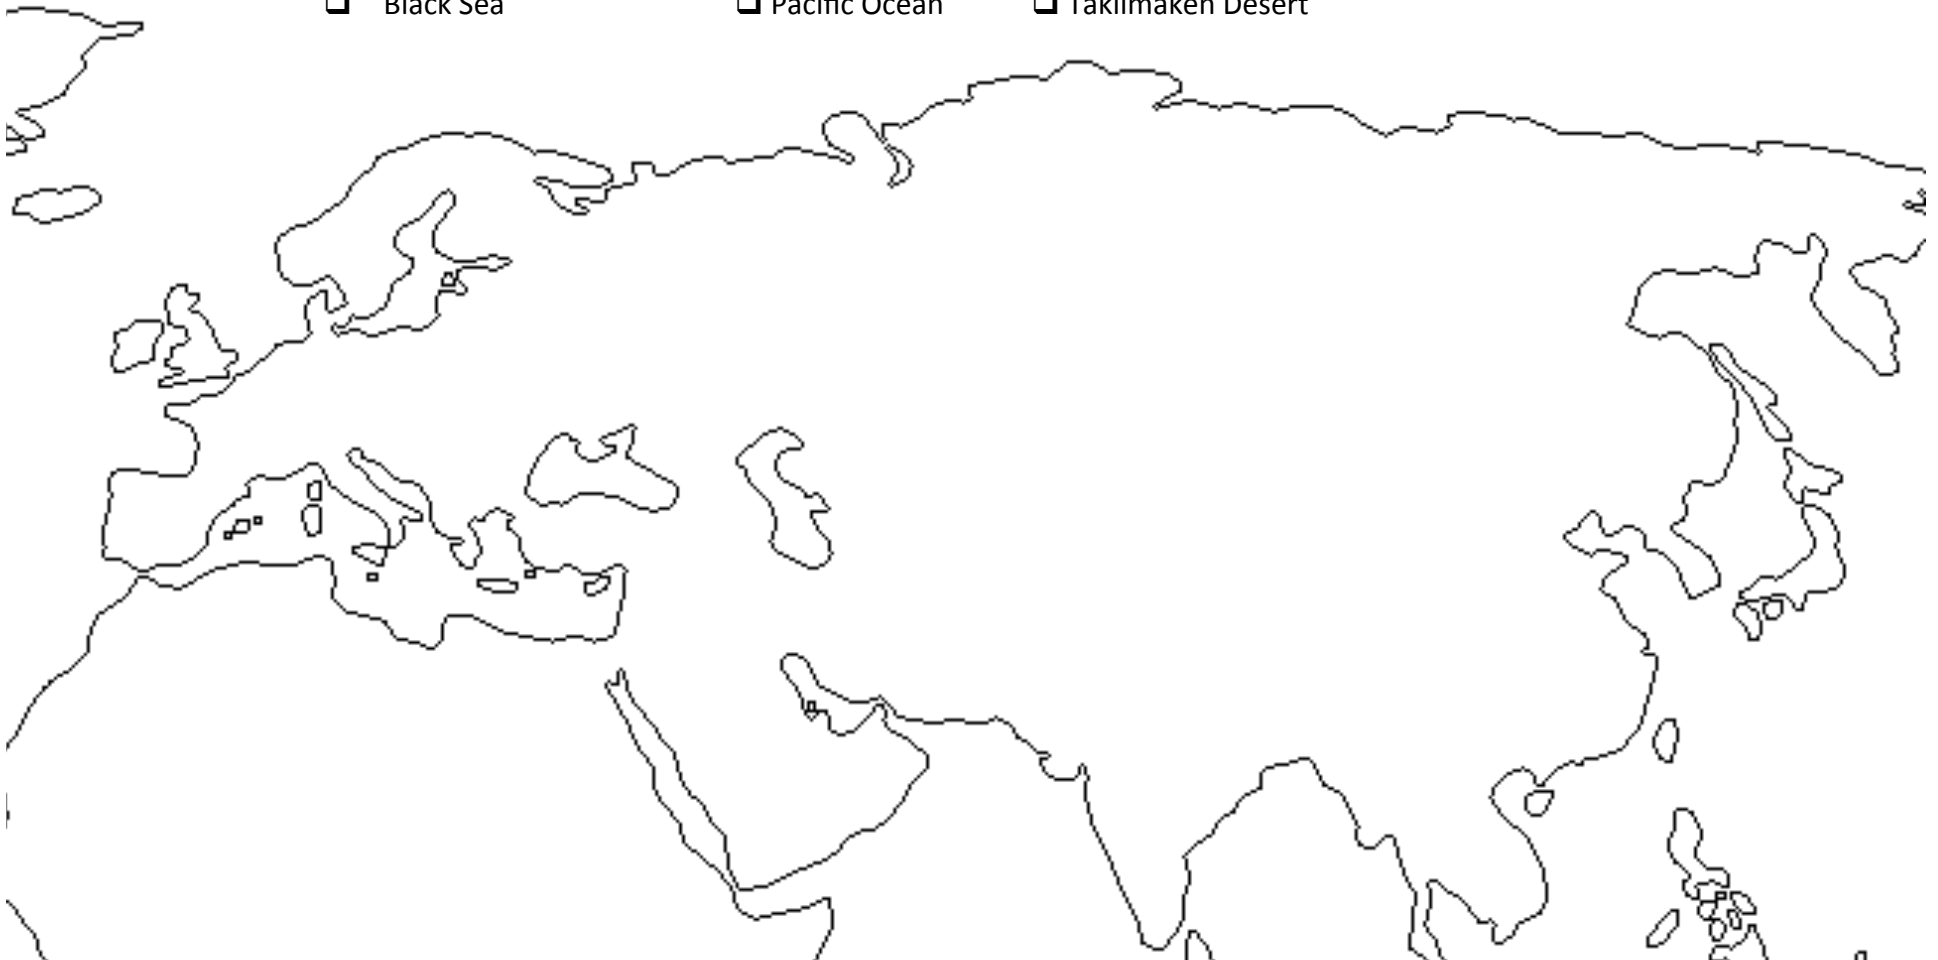 ❑ Black Sea ❑ Pacific Ocean ❑ Taklimaken Desert